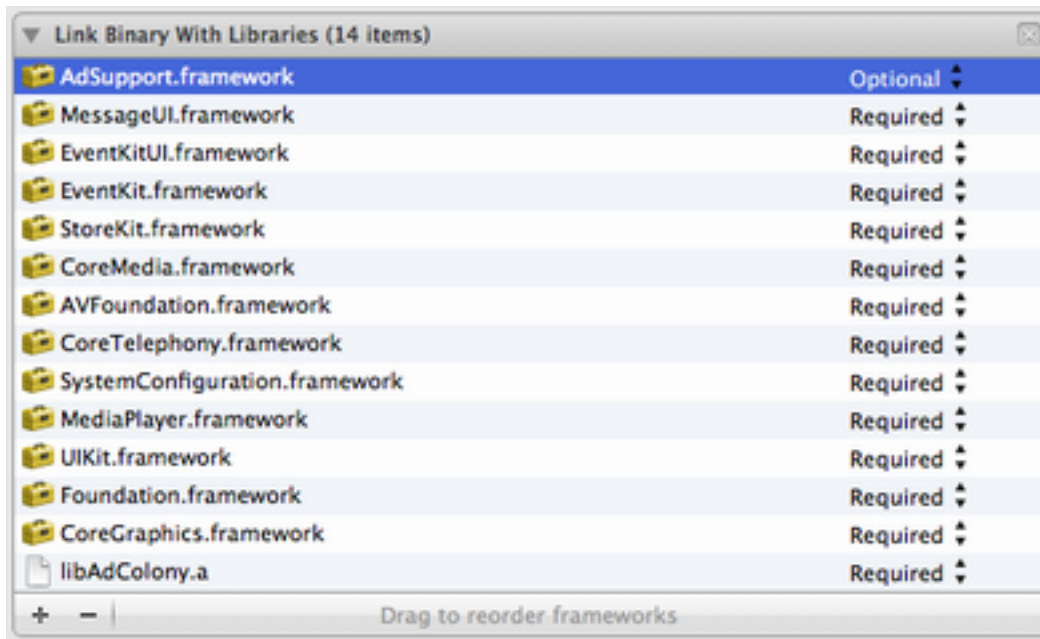 Link Binary With Libraries (14 items)
AdSupport.framework Optional
MessageUI.framework Required
EventKitUI.framework Required
EventKit.framework Required
StoreKit.framework Required
CoreMedia.framework Required
AVFoundation.framework Required
CoreTelephony.framework Required
SystemConfiguration.framework Required
MediaPlayer.framework Required
UIKit.framework Required
Foundation.framework Required
CoreGraphics.framework Required
libAdColony.a Required
+ − Drag to reorder frameworks